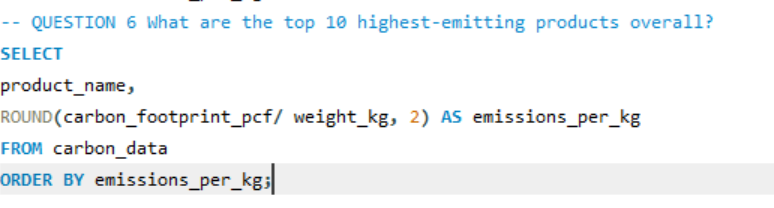 -- QUESTION 6 What are the top 10 highest-emitting products overall?
SELECT
product_name,
ROUND(carbon_footprint_pcf/ weight_kg, 2) AS emissions_per_kg
FROM carbon_data
ORDER BY emissions_per_kg;